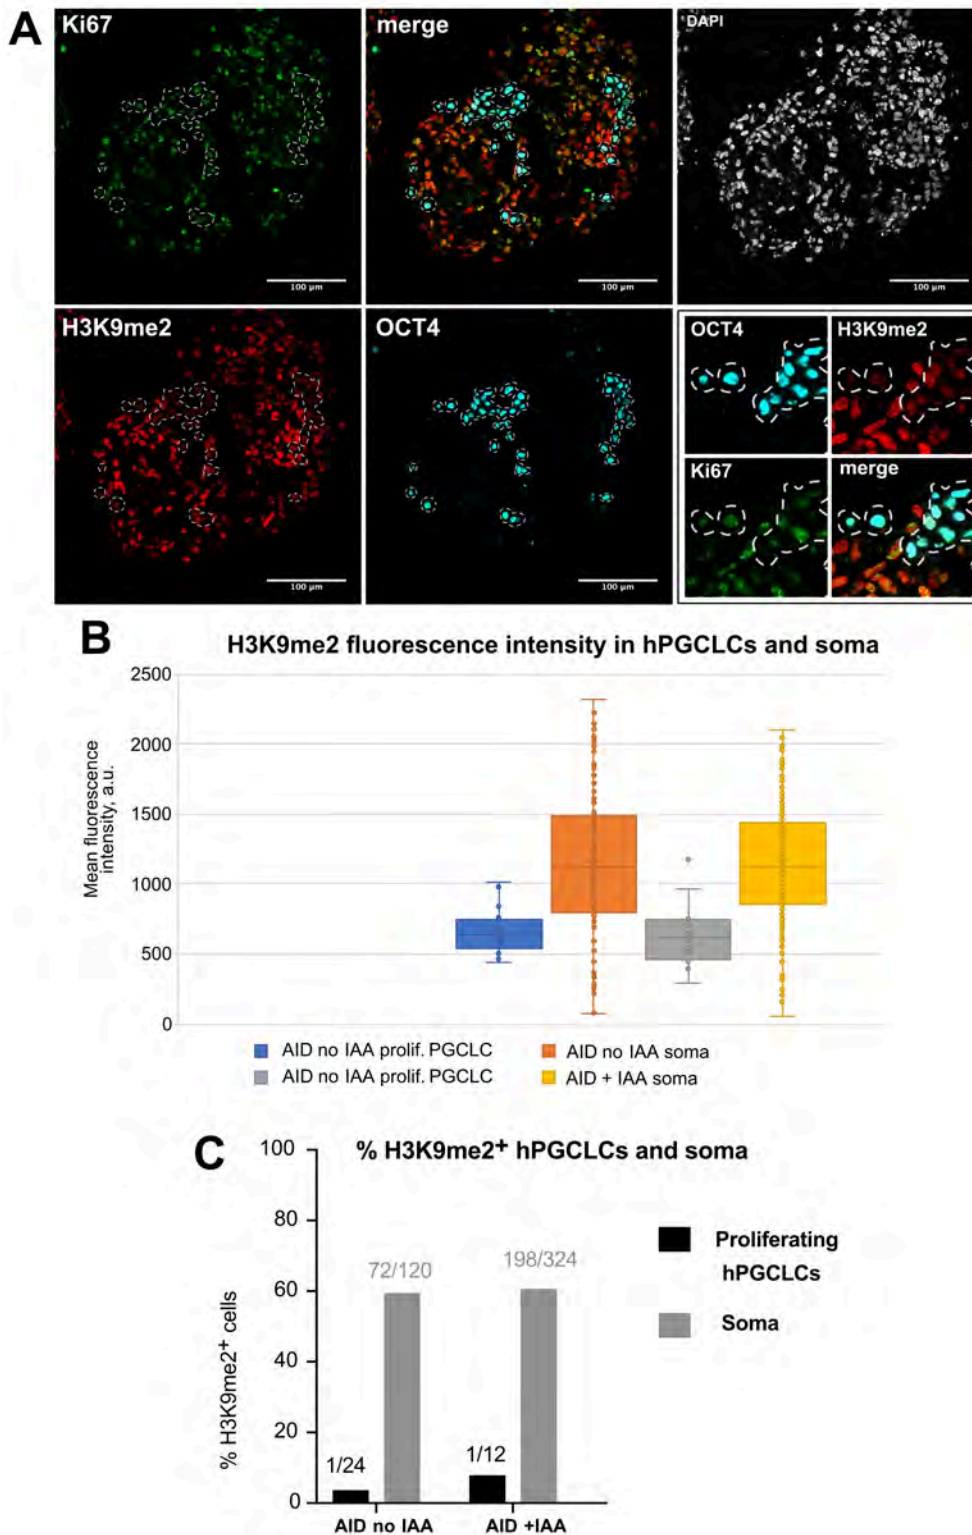 A
Ki67
merge
DAPI
100 µm
100 µm
100 µm
H3K9me2
OCT4
OCT4
H3K9me2
Ki67
merge
100 µm
100 µm
B
H3K9me2 fluorescence intensity in hPGCLCs and soma
Mean fluorescence
intensity, a.u.
2500
2000
1500
1000
500
0
AID no IAA prolif. PGCLC
AID no IAA soma
AID no IAA prolif. PGCLC
AID + IAA soma
C
% H3K9me2+ hPGCLCs and soma
% H3K9me2+ cells
100
80
60
40
20
0
72/120
198/324
1/24
1/12
AID no IAA
AID +IAA
Proliferating
hPGCLCs
Soma